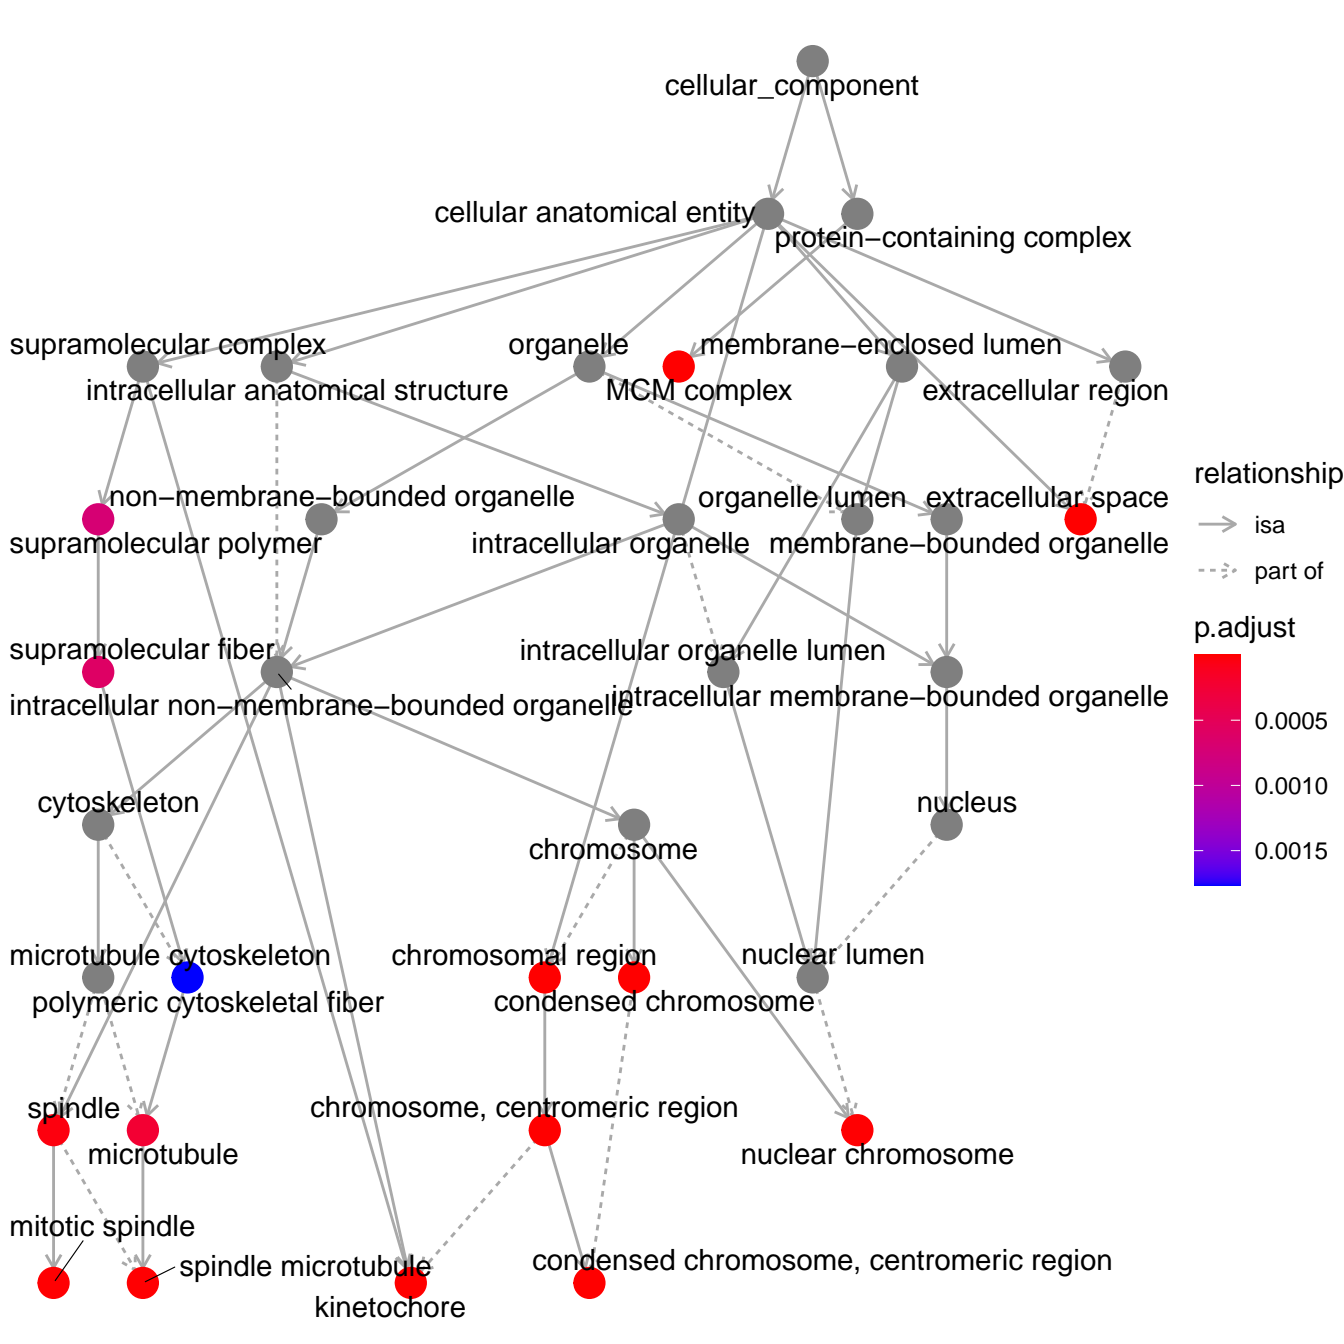 cellular_component
cellular anatomical entity
protein−containing complex
supramolecular complex
organelle
membrane−enclosed lumen
intracellular anatomical structure
MCM complex
extracellular region
non−membrane−bounded organelle
organelle lumen
extracellular space
supramolecular polymer
intracellular organelle
membrane−bounded organelle
supramolecular fiber
intracellular organelle lumen
intracellular non−membrane−bounded organelle
intracellular membrane−bounded organelle
cytoskeleton
nucleus
chromosome
microtubule cytoskeleton
chromosomal region
nuclear lumen
polymeric cytoskeletal fiber
condensed chromosome
spindle
chromosome, centromeric region
microtubule
nuclear chromosome
mitotic spindle
spindle microtubule
condensed chromosome, centromeric region
kinetochore
relationship
isa
part of
p.adjust
0.0005
0.0010
0.0015